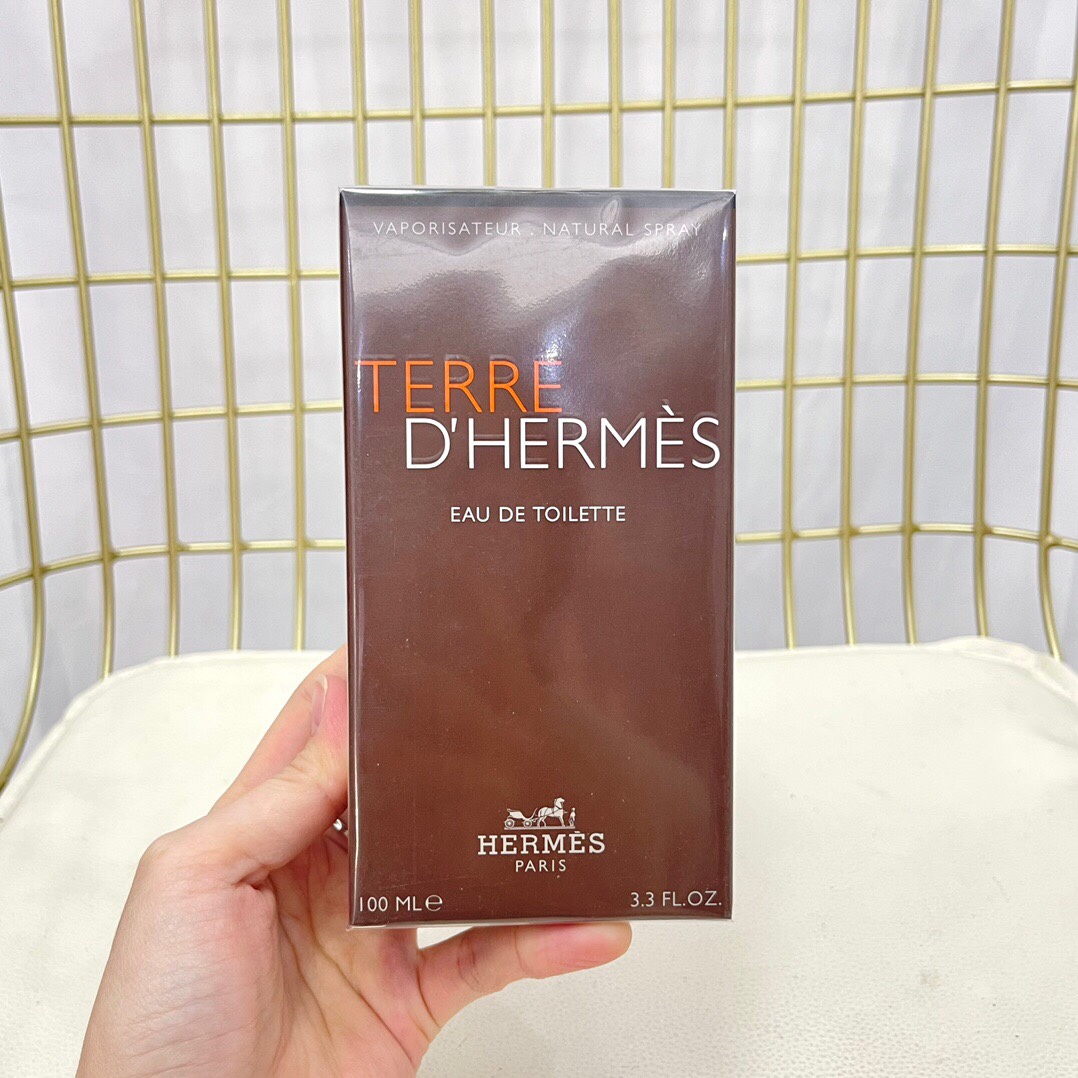 VAPORISATEUR . NATURAL SPRAY
TERRE
D'HERMÈS
EAU DE TOILETTE
HERMÈS
PARIS
100 ML ℮
3.3 FL.OZ.